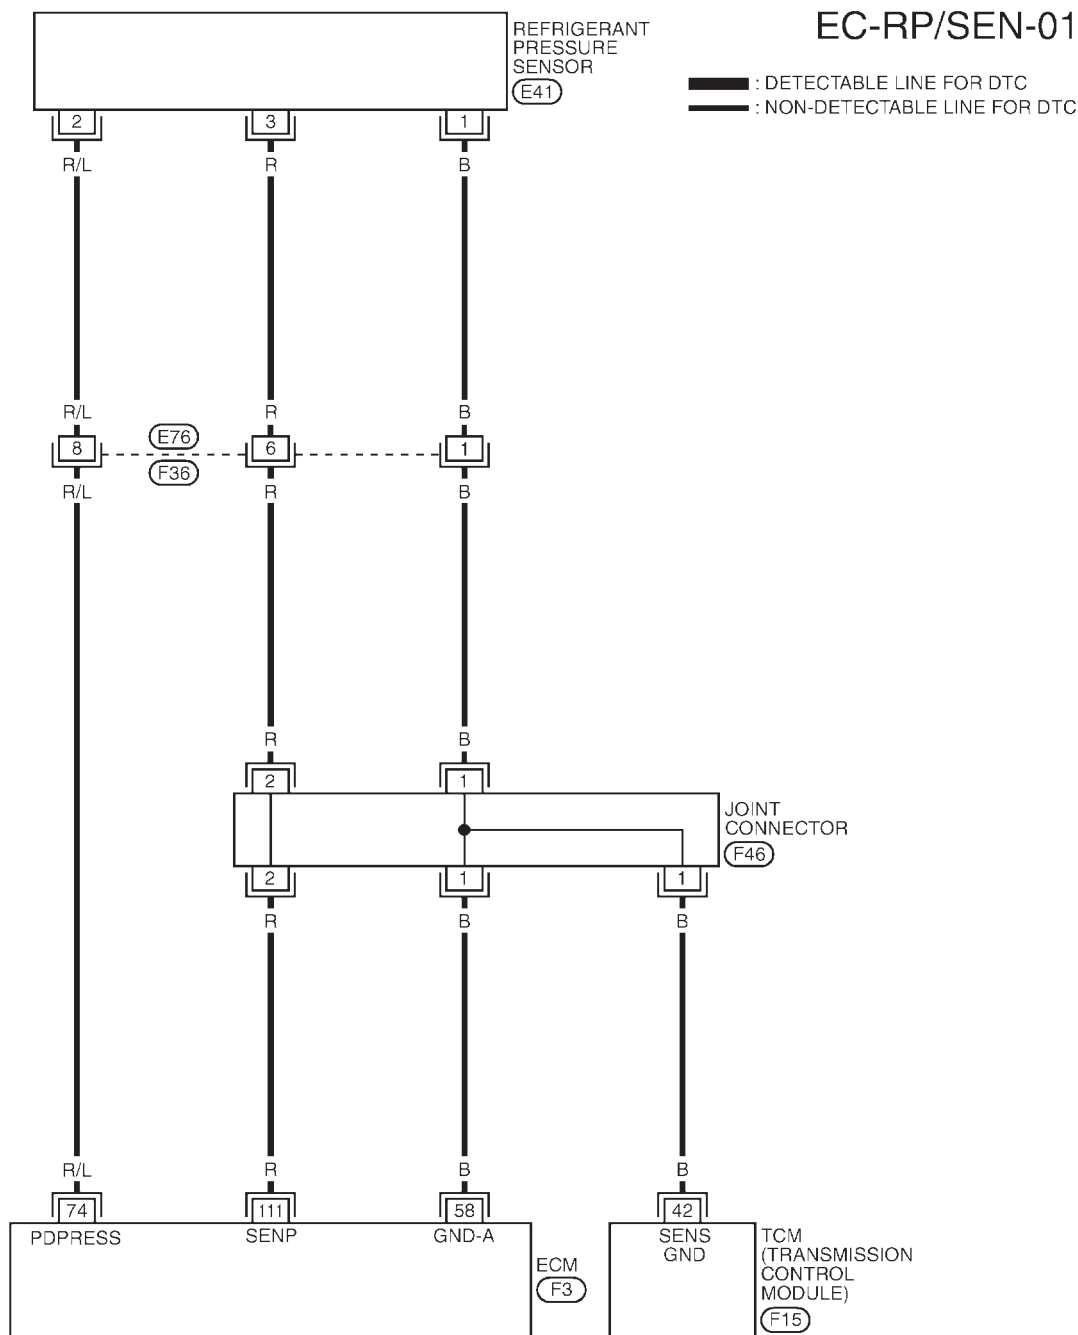 EC-RP/SEN-01
REFRIGERANT
PRESSURE
SENSOR
E41
: DETECTABLE LINE FOR DTC
: NON-DETECTABLE LINE FOR DTC
2 3 1
R/L R B
R/L R B
E76
8 6 1
F36
R/L R B
R B
2 1
JOINT
CONNECTOR
F46
2 1 1
R B B
R/L R B B
74 111 58 42
PDPRESS SENP GND-A SENS
GND
ECM
F3
TCM
(TRANSMISSION
CONTROL
MODULE)
F15